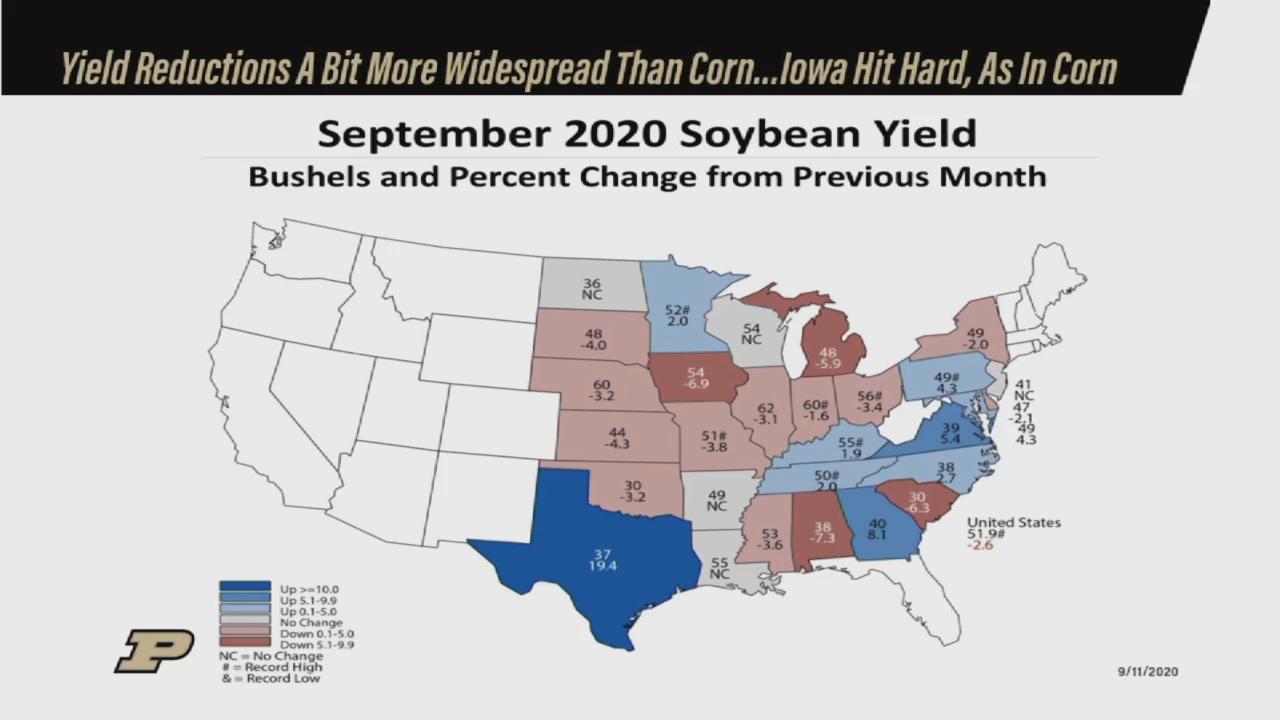 Yield Reductions A Bit More Widespread Than Corn...Iowa Hit Hard, As In Corn
September 2020 Soybean Yield
Bushels and Percent Change from Previous Month
36
NC
52#
2.0
54
NC
48
-4.0
48
-5.9
49
-2.0
54
-6.9
60
-3.2
62
-3.1
60#
-1.6
56#
-3.4
49#
4.3
41
NC
47
-2.1
49
4.3
44
-4.3
51#
-3.8
55#
1.9
39
5.4
30
-3.2
49
NC
50#
2.0
38
2.7
30
-6.3
37
19.4
55
NC
53
-3.6
38
-7.3
40
8.1
United States
51.9#
-2.6
Up >=10.0
Up 5.1-9.9
Up 0.1-5.0
No Change
Down 0.1-5.0
Down 5.1-9.9
NC = No Change
# = Record High
& = Record Low
P
9/11/2020